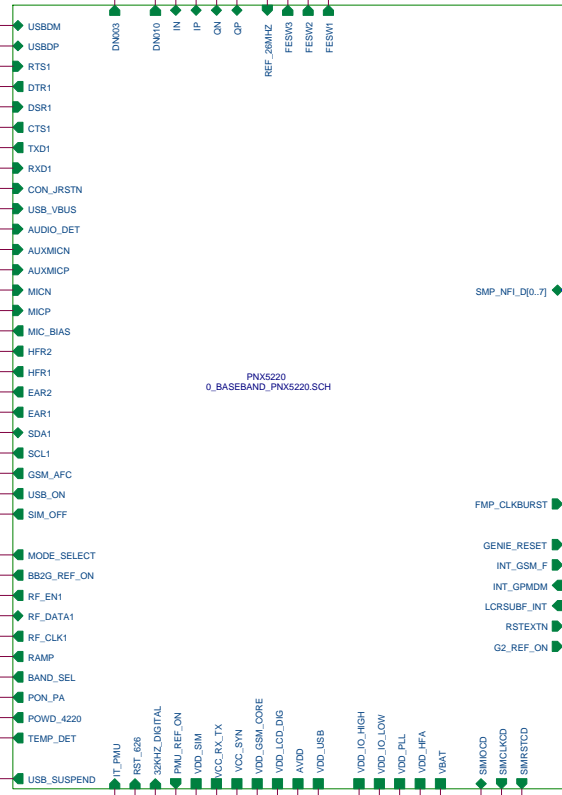 DN003
DN010
IN
IP
QN
QP
REF_26MHZ
FESW3
FESW2
FESW1
USBDM
USBDP
RTS1
DTR1
DSR1
CTS1
TXD1
RXD1
CON_JRSTN
USB_VBUS
AUDIO_DET
AUXMICN
AUXMICP
MICN
MICP
MIC_BIAS
HFR2
HFR1
EAR2
EAR1
SDA1
SCL1
GSM_AFC
USB_ON
SIM_OFF
MODE_SELECT
BB2G_REF_ON
RF_EN1
RF_DATA1
RF_CLK1
RAMP
BAND_SEL
PON_PA
POWD_4220
TEMP_DET
USB_SUSPEND
PNX5220
0_BASEBAND_PNX5220.SCH
SMP_NFI_D[0..7]
FMP_CLKBURST
GENIE_RESET
INT_GSM_F
INT_GPMDM
LCRSUBF_INT
RSTEXTN
G2_REF_ON
IT_PMU
RST_626
32KHZ_DIGITAL
PMU_REF_ON
VDD_SIM
VCC_RX_TX
VCC_SYN
VDD_GSM_CORE
VDD_LCD_DIG
AVDD
VDD_USB
VDD_IO_HIGH
VDD_IO_LOW
VDD_PLL
VDD_HFA
VBAT
SIMIOCD
SIMCLKCD
SIMRSTCD